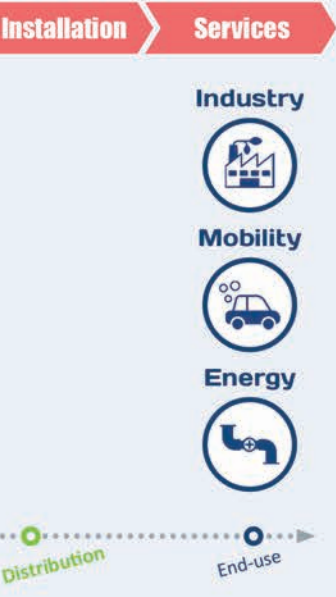 Installation
Services
Industry
Mobility
Energy
Distribution
End-use